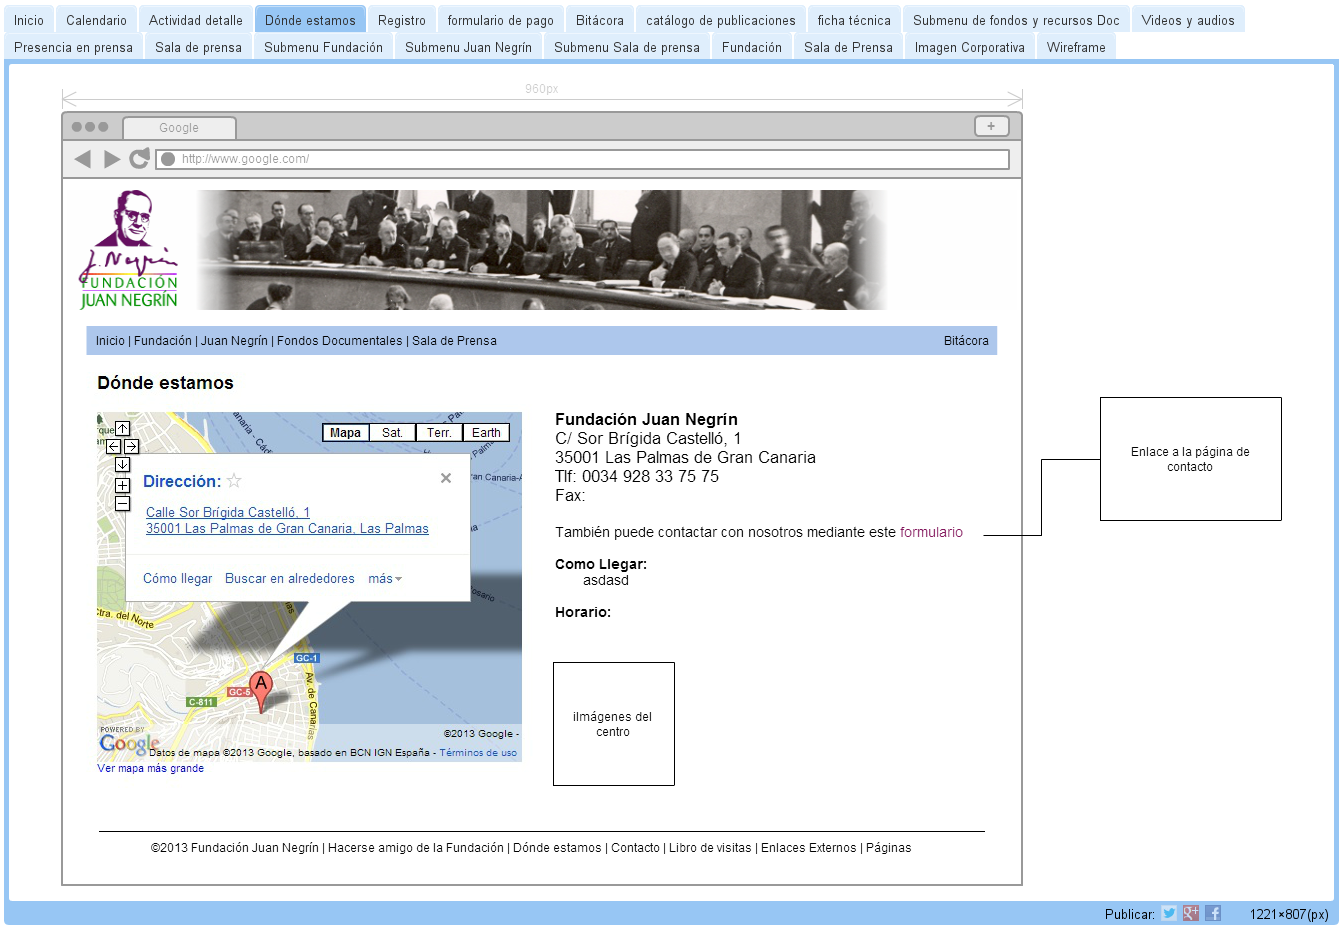 Inicio Calendario Actividad detalle Dónde estamos Registro formulario de pago Bitácora catálogo de publicaciones ficha técnica Submenu de fondos y recursos Doc Videos y audios
Presencia en prensa Sala de prensa Submenu Fundación Submenu Juan Negrín Submenu Sala de prensa Fundación Sala de Prensa Imagen Corporativa Wireframe
960px
Google +
http://www.google.com/
J. Negrín
FUNDACIÓN
JUAN NEGRÍN
Inicio | Fundación | Juan Negrín | Fondos Documentales | Sala de Prensa Bitácora
Dónde estamos
Mapa Sat. Terr. Earth
Dirección:
Calle Sor Brígida Castelló, 1
35001 Las Palmas de Gran Canaria, Las Palmas
Cómo llegar Buscar en alrededores más
Ctra. del Norte
GC-1
GC-5
C-811
Av. de Canarias
POWERED BY
Google
©2013 Google -
Datos de mapa ©2013 Google, basado en BCN IGN España - Términos de uso
Ver mapa más grande
Fundación Juan Negrín
C/ Sor Brígida Castelló, 1
35001 Las Palmas de Gran Canaria
Tlf: 0034 928 33 75 75
Fax:
También puede contactar con nosotros mediante este formulario
Como Llegar:
asdasd
Horario:
iImágenes del
centro
Enlace a la página de
contacto
©2013 Fundación Juan Negrín | Hacerse amigo de la Fundación | Dónde estamos | Contacto | Libro de visitas | Enlaces Externos | Páginas
Publicar: 1221×807(px)